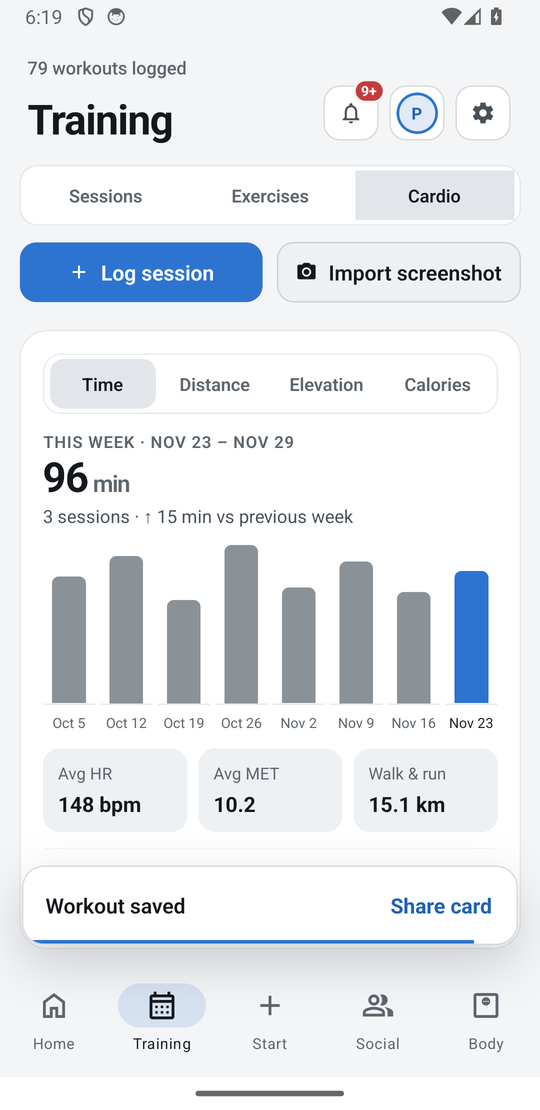 6:19
79 workouts logged
Training
9+
P
Sessions Exercises Cardio
+ Log session Import screenshot
Time Distance Elevation Calories
THIS WEEK · NOV 23 – NOV 29
96 min
3 sessions · ↑ 15 min vs previous week
Oct 5 Oct 12 Oct 19 Oct 26 Nov 2 Nov 9 Nov 16 Nov 23
Avg HR Avg MET Walk & run
148 bpm 10.2 15.1 km
Workout saved Share card
Home Training Start Social Body